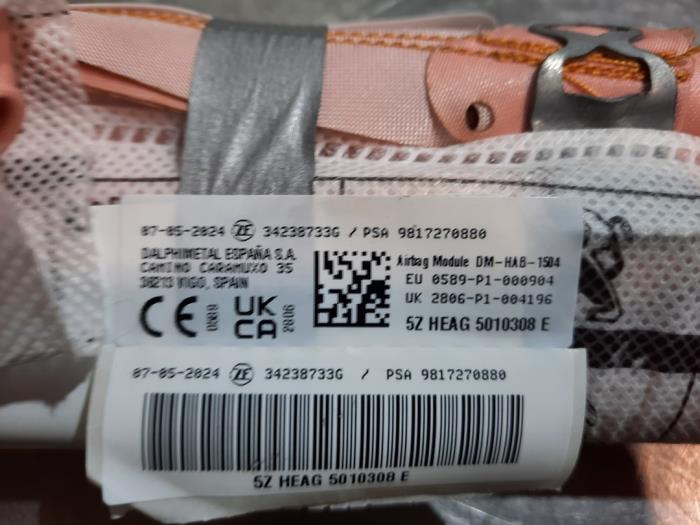 07-05-2024 ZF 34238733G / PSA 9817270880
DALPHIMETAL ESPAÑA S.A.
CAMINO CARAMUXO 35
36213 VIGO, SPAIN
Airbag Module DM-HAB-1504
EU 0589-P1-000904
UK 2806-P1-004196
CE 0589 UK CA 2806
5Z HEAG 5010308 E
07-05-2024 ZF 34238733G / PSA 9817270880
5Z HEAG 5010308 E